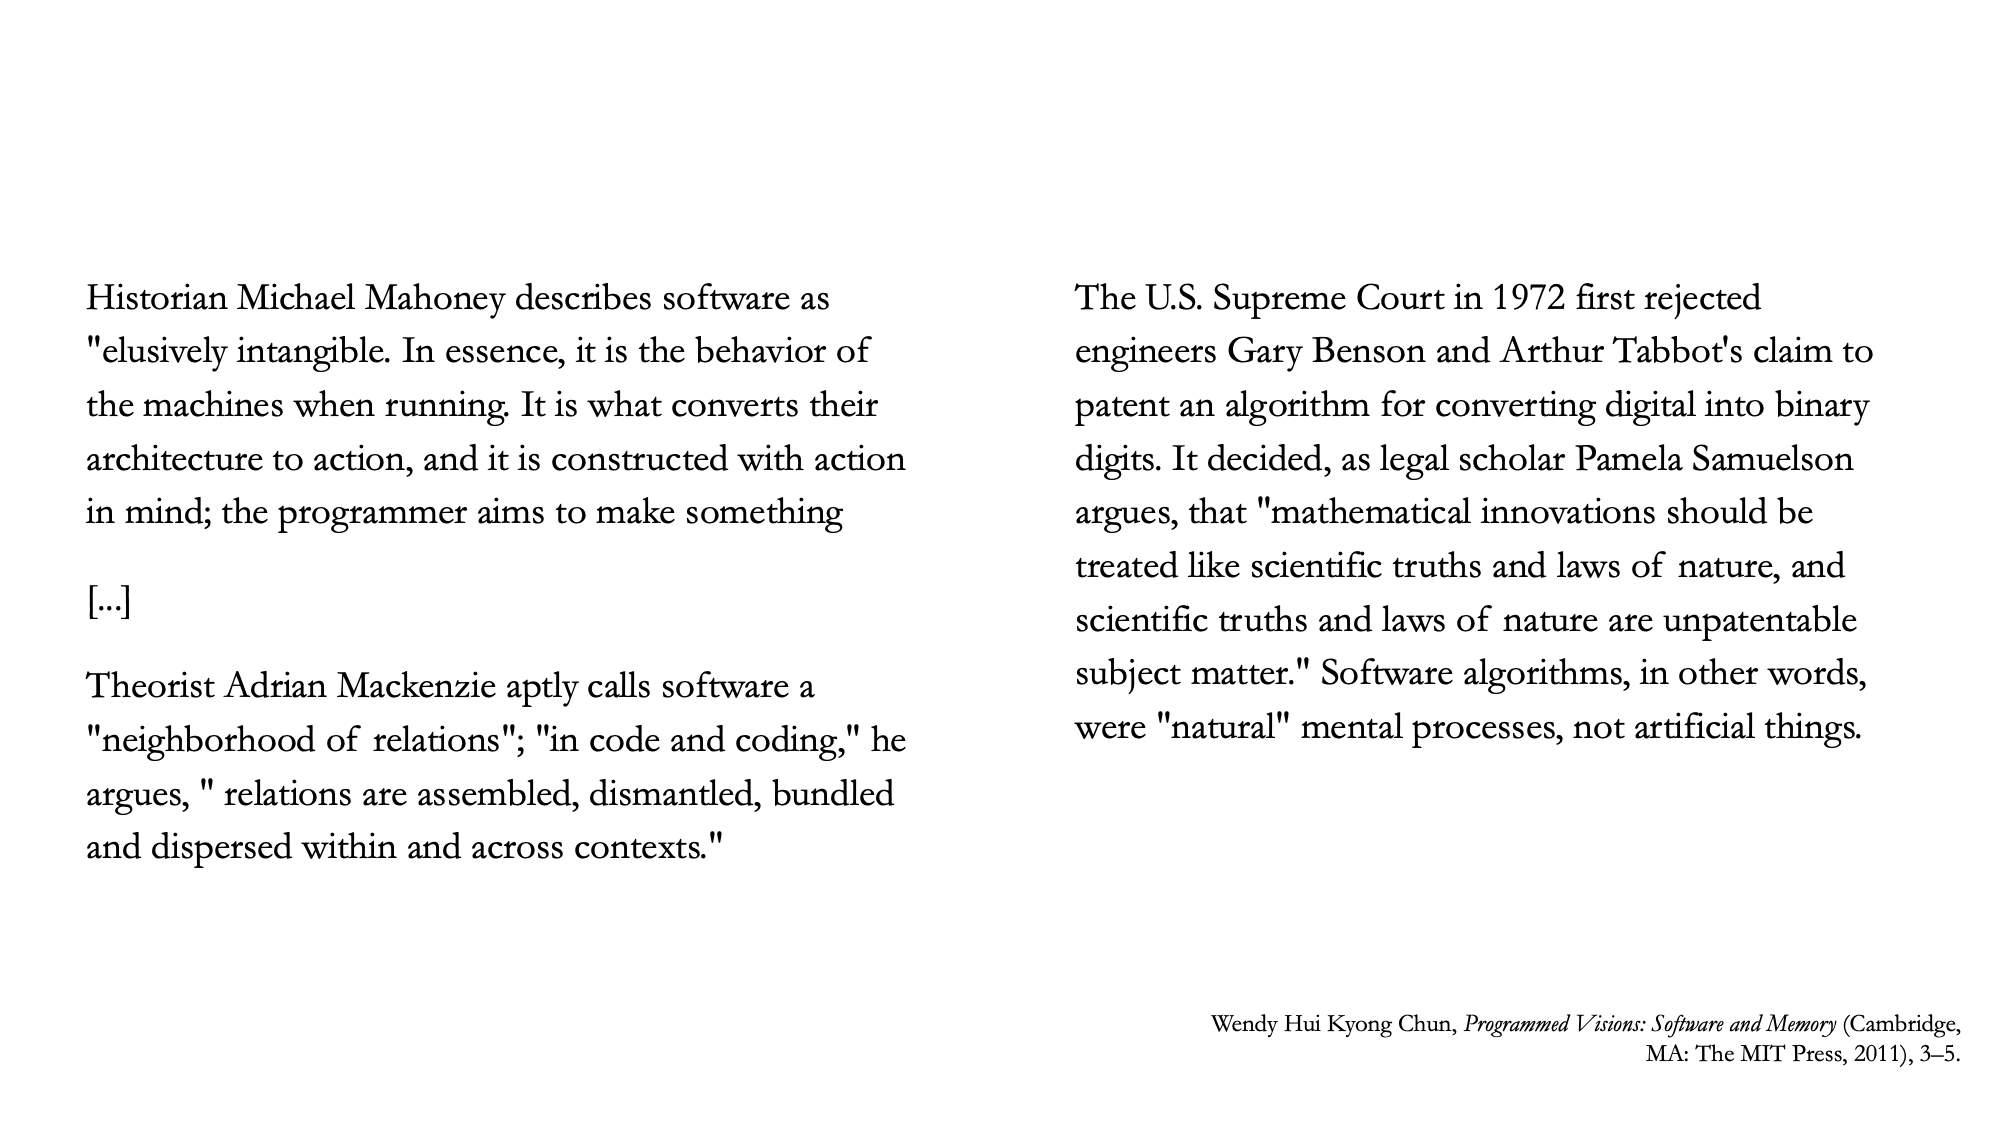 Historian Michael Mahoney describes software as
"elusively intangible. In essence, it is the behavior of
the machines when running. It is what converts their
architecture to action, and it is constructed with action
in mind; the programmer aims to make something
[...]
Theorist Adrian Mackenzie aptly calls software a
"neighborhood of relations"; "in code and coding," he
argues, " relations are assembled, dismantled, bundled
and dispersed within and across contexts."
The U.S. Supreme Court in 1972 first rejected
engineers Gary Benson and Arthur Tabbot's claim to
patent an algorithm for converting digital into binary
digits. It decided, as legal scholar Pamela Samuelson
argues, that "mathematical innovations should be
treated like scientific truths and laws of nature, and
scientific truths and laws of nature are unpatentable
subject matter." Software algorithms, in other words,
were "natural" mental processes, not artificial things.
Wendy Hui Kyong Chun, Programmed Visions: Software and Memory (Cambridge,
MA: The MIT Press, 2011), 3–5.